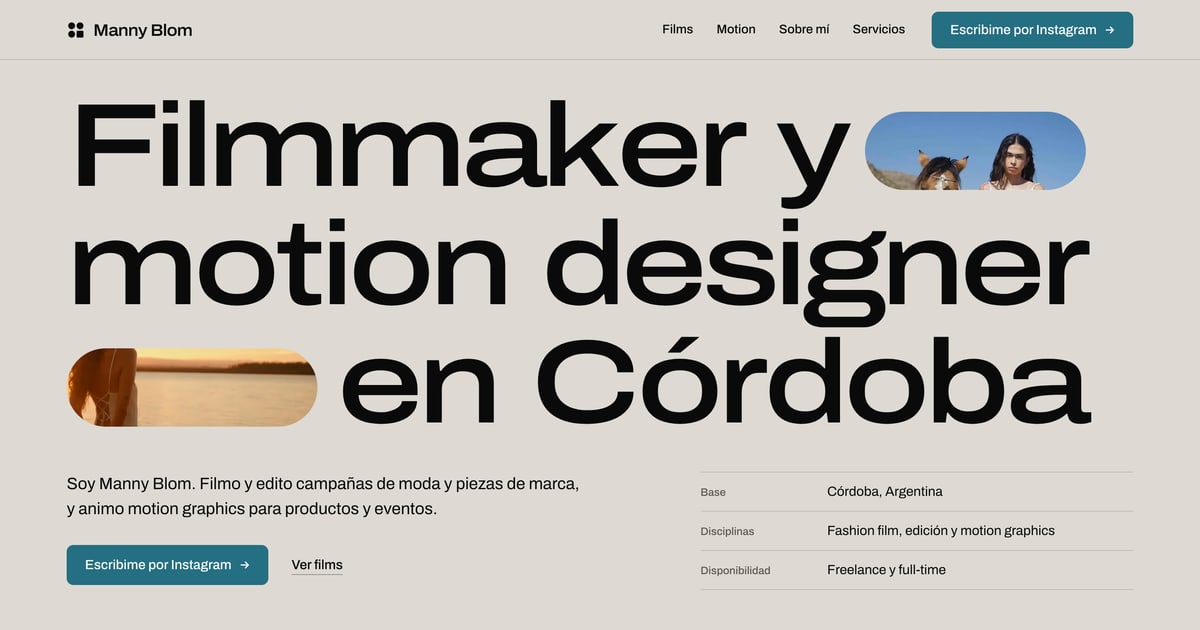 Manny Blom
Films
Motion
Sobre mí
Servicios
Escribime por Instagram →
Filmmaker y
motion designer
en Córdoba
Soy Manny Blom. Filmo y edito campañas de moda y piezas de marca,
y animo motion graphics para productos y eventos.
Escribime por Instagram →
Ver films
Base
Córdoba, Argentina
Disciplinas
Fashion film, edición y motion graphics
Disponibilidad
Freelance y full-time